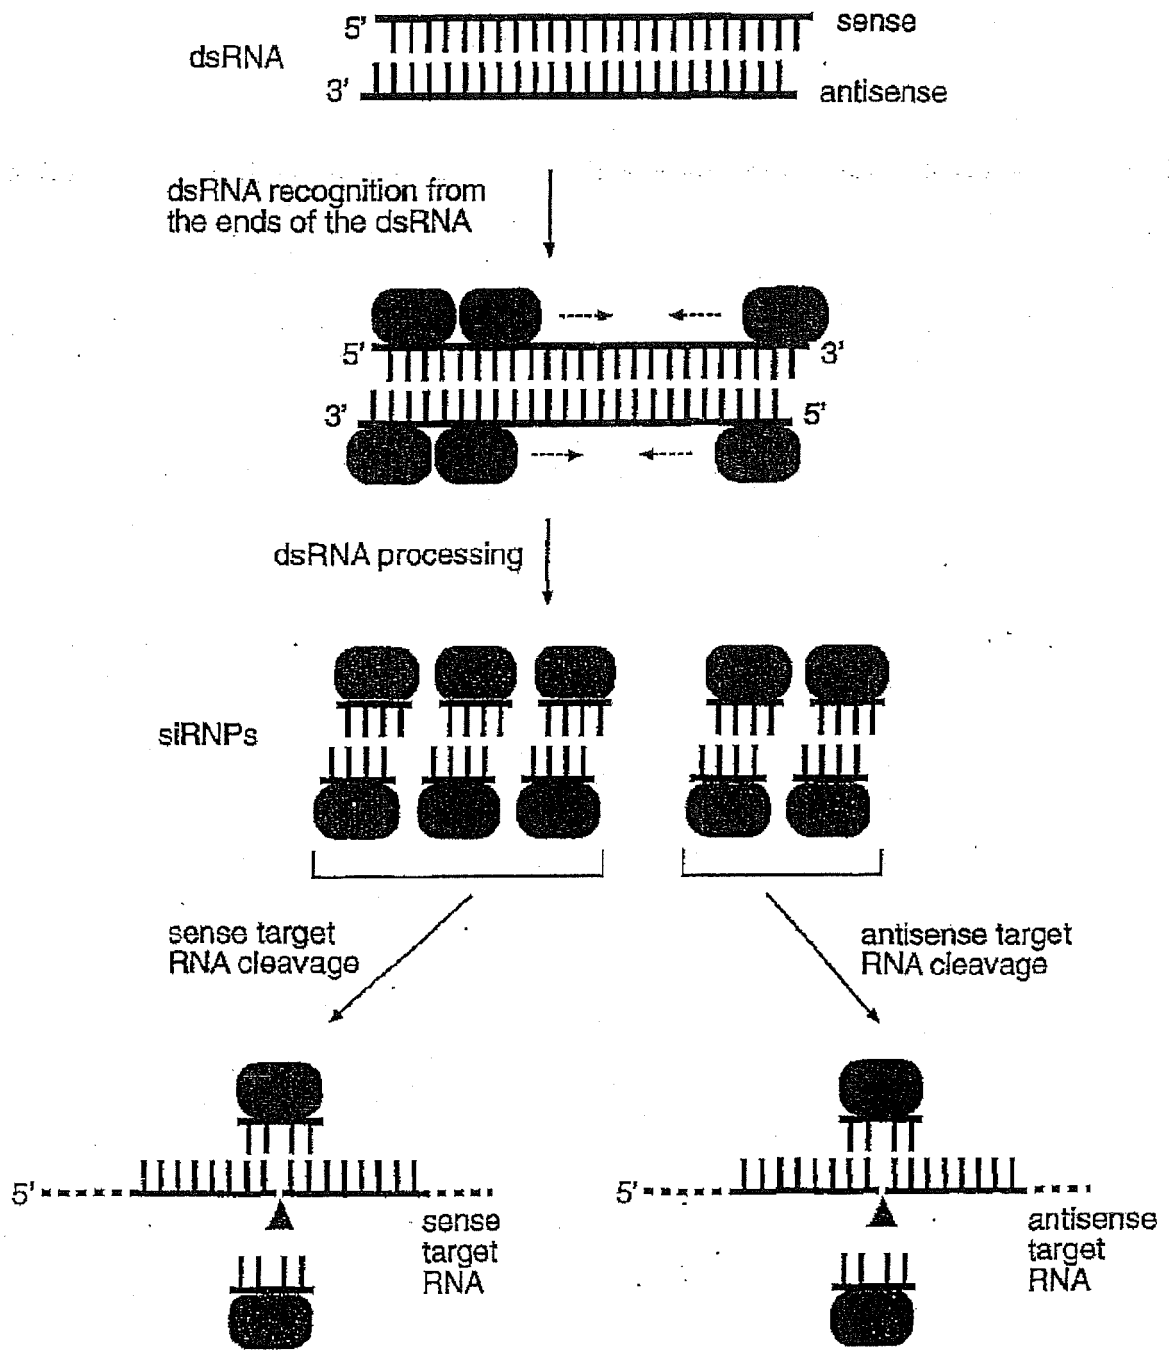 5' sense
dsRNA
3' antisense
dsRNA recognition from
the ends of the dsRNA
5' 3'
3' 5'
dsRNA processing
siRNPs
sense target
RNA cleavage
antisense target
RNA cleavage
5'
sense
target
RNA
5'
antisense
target
RNA